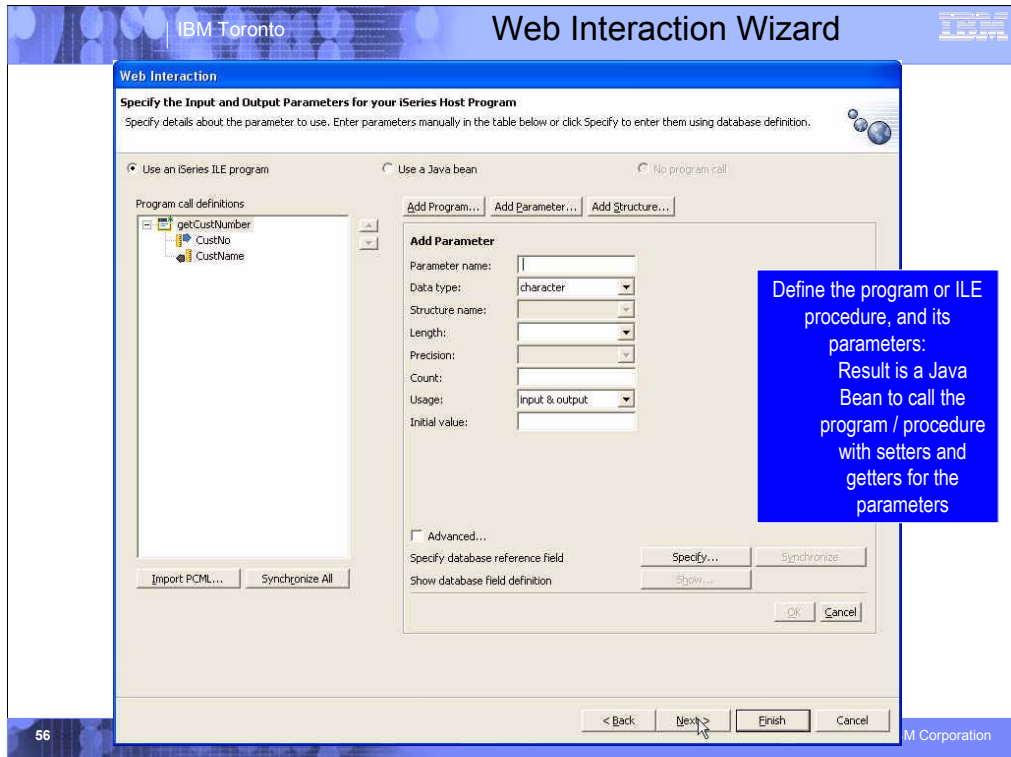 IBM Toronto
Web Interaction Wizard
IBM
Web Interaction
Specify the Input and Output Parameters for your iSeries Host Program
Specify details about the parameter to use. Enter parameters manually in the table below or click Specify to enter them using database definition.
Use an iSeries ILE program
Use a Java bean
No program call
Program call definitions
getCustNumber
CustNo
CustName
Import PCML...
Synchronize All
Add Program...
Add Parameter...
Add Structure...
Add Parameter
Parameter name:
Data type:
character
Structure name:
Length:
Precision:
Count:
Usage:
input & output
Initial value:
Advanced...
Specify database reference field
Specify...
Synchronize
Show database field definition
Show...
OK
Cancel
Define the program or ILE
procedure, and its
parameters:
Result is a Java
Bean to call the
program / procedure
with setters and
getters for the
parameters
< Back
Next >
Finish
Cancel
56
M Corporation